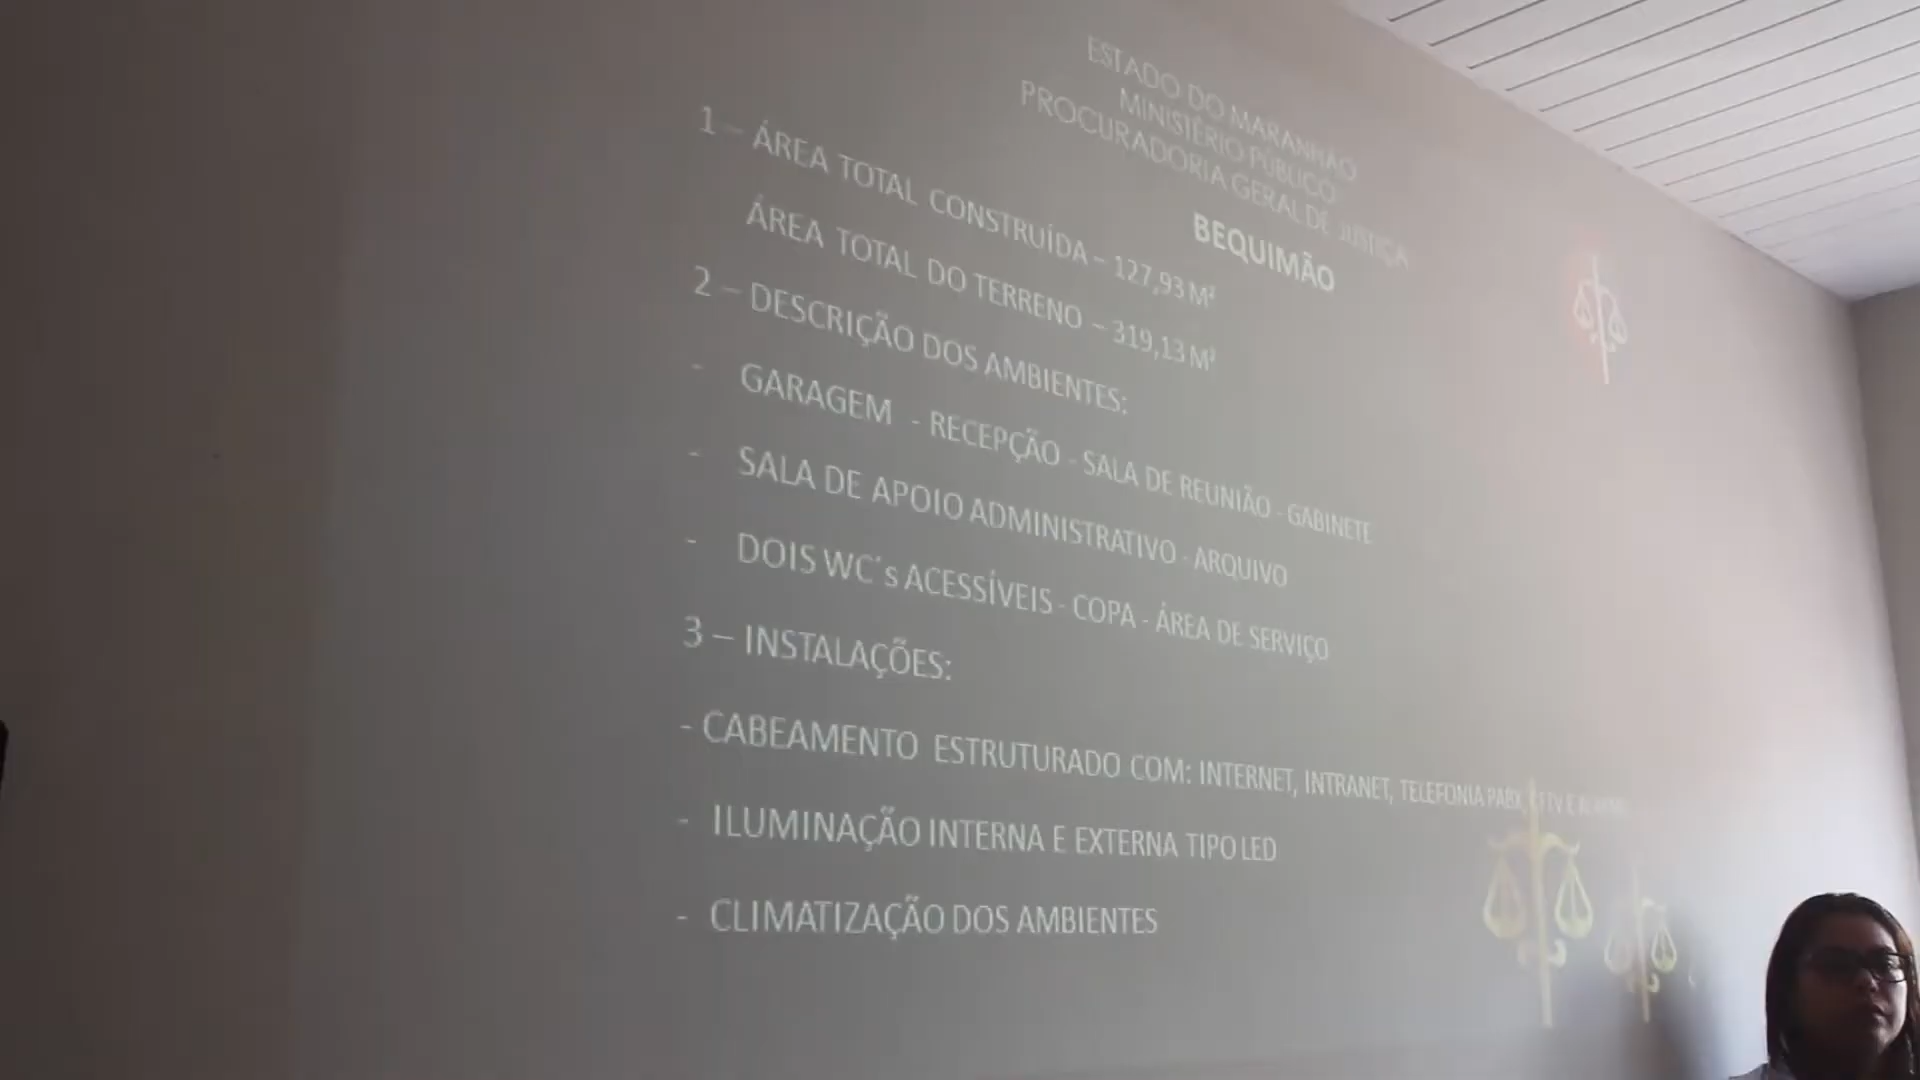 ESTADO DO MARANHÃO
MINISTÉRIO PÚBLICO
PROCURADORIA GERAL DE JUSTIÇA
BEQUIMÃO
1 – ÁREA TOTAL CONSTRUÍDA – 127,93 M²
ÁREA TOTAL DO TERRENO – 319,13 M²
2 – DESCRIÇÃO DOS AMBIENTES:
- GARAGEM - RECEPÇÃO - SALA DE REUNIÃO - GABINETE
- SALA DE APOIO ADMINISTRATIVO - ARQUIVO
- DOIS WC´s ACESSÍVEIS - COPA - ÁREA DE SERVIÇO
3 – INSTALAÇÕES:
- CABEAMENTO ESTRUTURADO COM: INTERNET, INTRANET, TELEFONIA PABX,
- ILUMINAÇÃO INTERNA E EXTERNA TIPO LED
- CLIMATIZAÇÃO DOS AMBIENTES